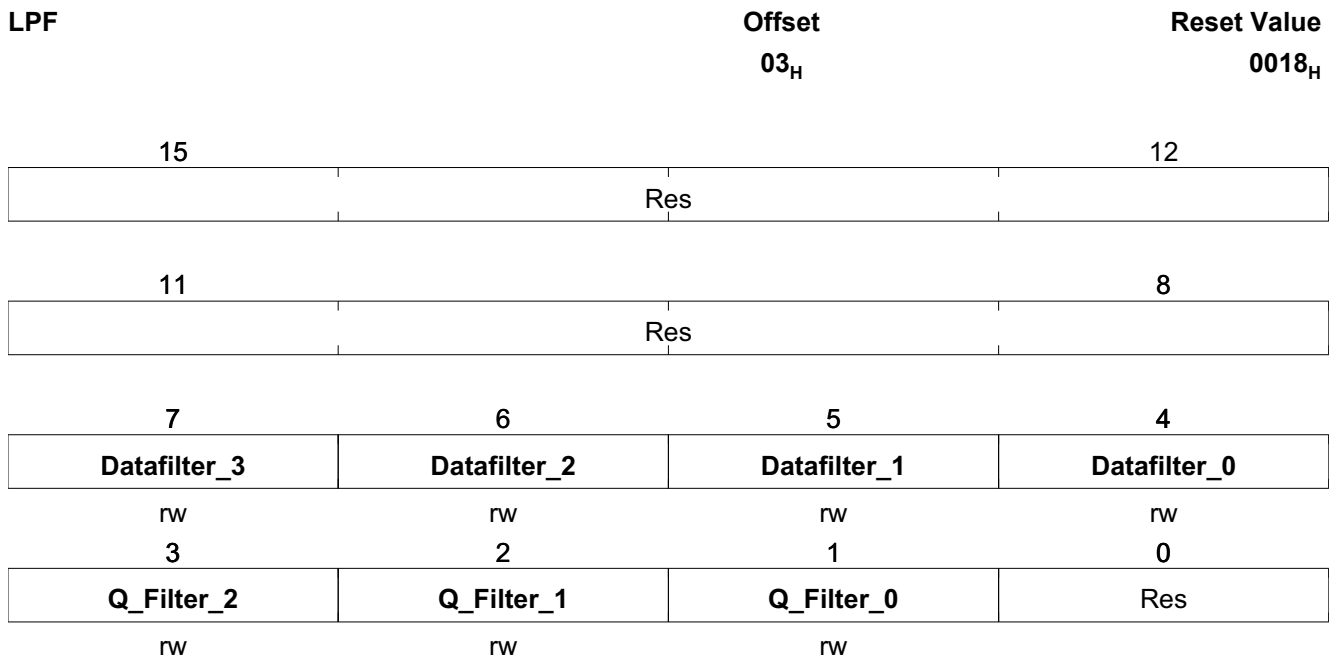 LPF Offset Reset Value
03H 0018H
15 12
Res
11 8
Res
7 6 5 4
Datafilter_3 Datafilter_2 Datafilter_1 Datafilter_0
rw rw rw rw
3 2 1 0
Q_Filter_2 Q_Filter_1 Q_Filter_0 Res
rw rw rw